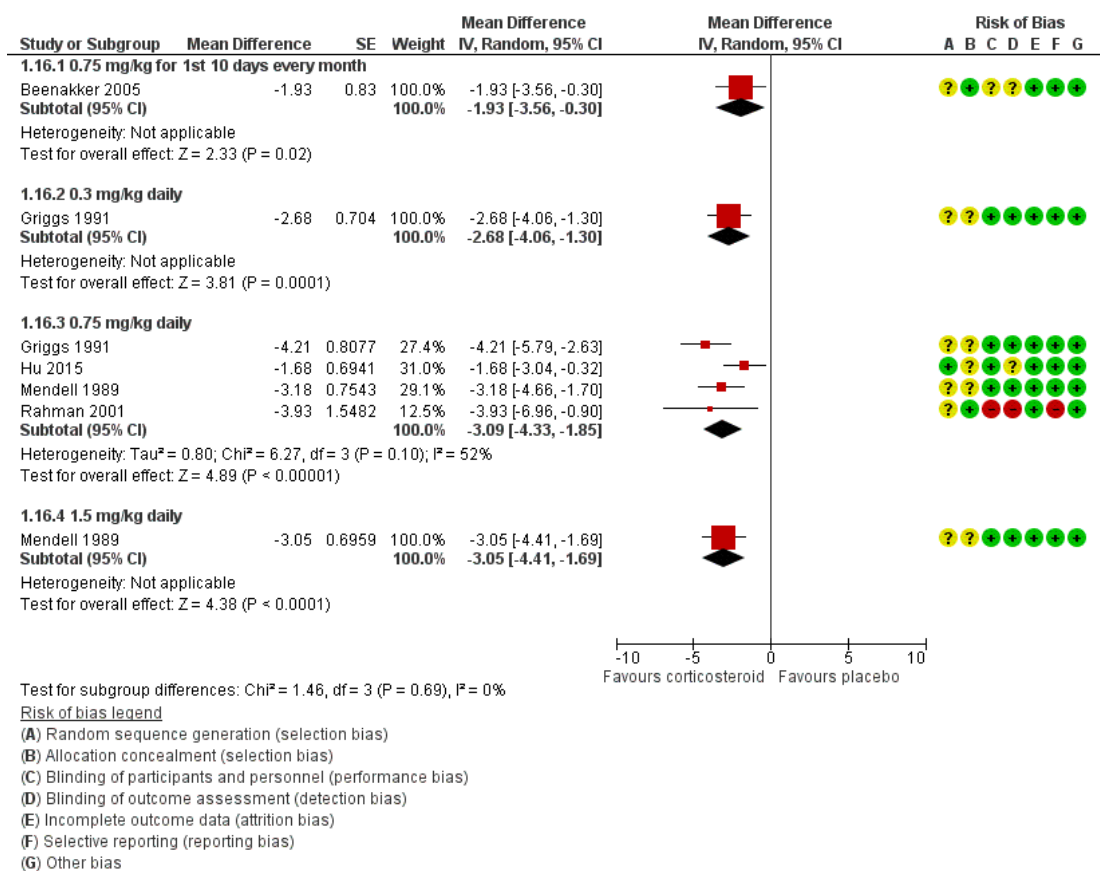 Mean Difference Mean Difference Risk of Bias
Study or Subgroup Mean Difference SE Weight IV, Random, 95% CI IV, Random, 95% CI A B C D E F G
1.16.1 0.75 mg/kg for 1st 10 days every month
Beenakker 2005 -1.93 0.83 100.0% -1.93 [-3.56, -0.30] ? + ? ? + + +
Subtotal (95% CI) 100.0% -1.93 [-3.56, -0.30]
Heterogeneity: Not applicable
Test for overall effect: Z = 2.33 (P = 0.02)
1.16.2 0.3 mg/kg daily
Griggs 1991 -2.68 0.704 100.0% -2.68 [-4.06, -1.30] ? ? + + + + +
Subtotal (95% CI) 100.0% -2.68 [-4.06, -1.30]
Heterogeneity: Not applicable
Test for overall effect: Z = 3.81 (P = 0.0001)
1.16.3 0.75 mg/kg daily
Griggs 1991 -4.21 0.8077 27.4% -4.21 [-5.79, -2.63] ? ? + + + + +
Hu 2015 -1.68 0.6941 31.0% -1.68 [-3.04, -0.32] + ? + ? + + +
Mendell 1989 -3.18 0.7543 29.1% -3.18 [-4.66, -1.70] ? ? + + + + +
Rahman 2001 -3.93 1.5482 12.5% -3.93 [-6.96, -0.90] ? + - - + - +
Subtotal (95% CI) 100.0% -3.09 [-4.33, -1.85]
Heterogeneity: Tau² = 0.80; Chi² = 6.27, df = 3 (P = 0.10); I² = 52%
Test for overall effect: Z = 4.89 (P < 0.00001)
1.16.4 1.5 mg/kg daily
Mendell 1989 -3.05 0.6959 100.0% -3.05 [-4.41, -1.69] ? ? + + + + +
Subtotal (95% CI) 100.0% -3.05 [-4.41, -1.69]
Heterogeneity: Not applicable
Test for overall effect: Z = 4.38 (P < 0.0001)
-10 -5 0 5 10
Favours corticosteroid Favours placebo
Test for subgroup differences: Chi² = 1.46, df = 3 (P = 0.69), I² = 0%
Risk of bias legend
(A) Random sequence generation (selection bias)
(B) Allocation concealment (selection bias)
(C) Blinding of participants and personnel (performance bias)
(D) Blinding of outcome assessment (detection bias)
(E) Incomplete outcome data (attrition bias)
(F) Selective reporting (reporting bias)
(G) Other bias